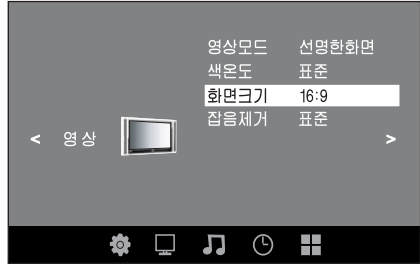 영상모드 선명한화면
색온도 표준
화면크기 16:9
잡음제거 표준
< 영상 >